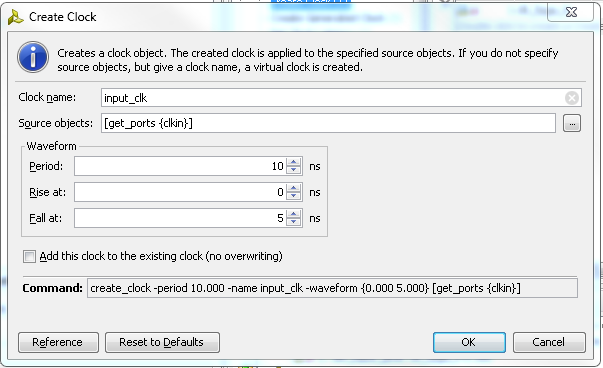 Create Clock
Creates a clock object. The created clock is applied to the specified source objects. If you do not specify
source objects, but give a clock name, a virtual clock is created.
Clock name: input_clk
Source objects: [get_ports {clkin}] ...
Waveform
Period: 10 ns
Rise at: 0 ns
Fall at: 5 ns
Add this clock to the existing clock (no overwriting)
Command: create_clock -period 10.000 -name input_clk -waveform {0.000 5.000} [get_ports {clkin}]
Reference Reset to Defaults OK Cancel